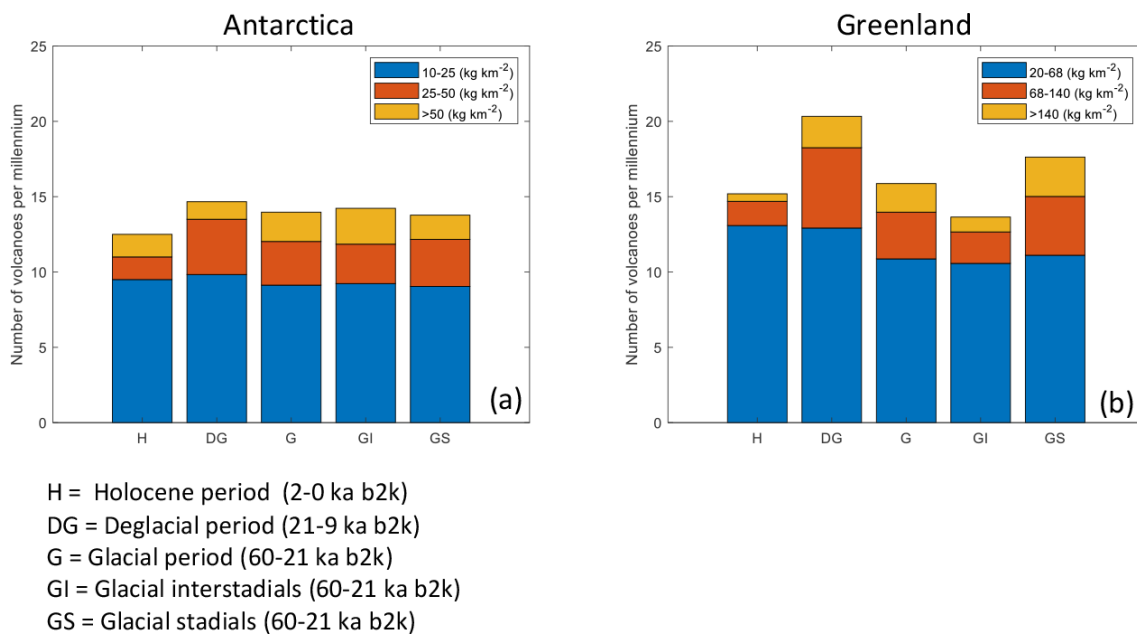 Antarctica
25
20
15
10
5
0
Number of volcanoes per millennium
10-25 (kg km⁻²)
25-50 (kg km⁻²)
>50 (kg km⁻²)
(a)
H DG G GI GS
Greenland
25
20
15
10
5
0
Number of volcanoes per millennium
20-68 (kg km⁻²)
68-140 (kg km⁻²)
>140 (kg km⁻²)
(b)
H DG G GI GS
H = Holocene period (2-0 ka b2k)
DG = Deglacial period (21-9 ka b2k)
G = Glacial period (60-21 ka b2k)
GI = Glacial interstadials (60-21 ka b2k)
GS = Glacial stadials (60-21 ka b2k)